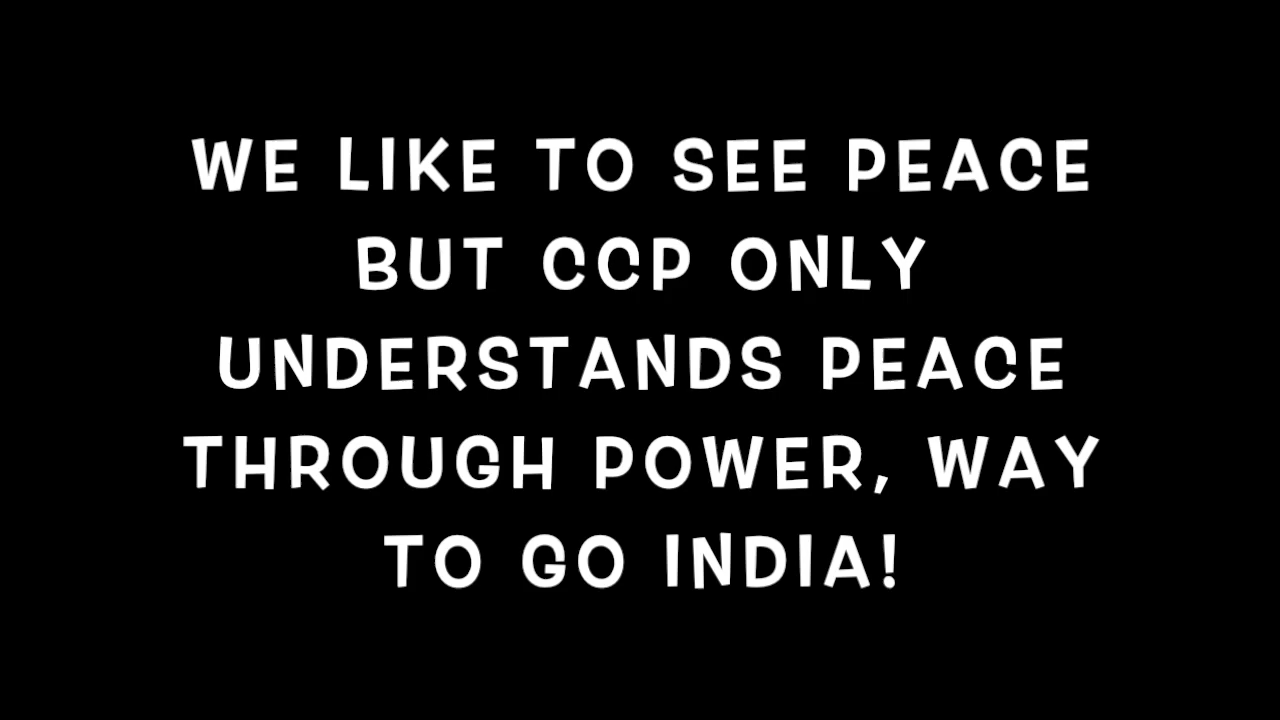 WE LIKE TO SEE PEACE
BUT CCP ONLY
UNDERSTANDS PEACE
THROUGH POWER, WAY
TO GO INDIA!